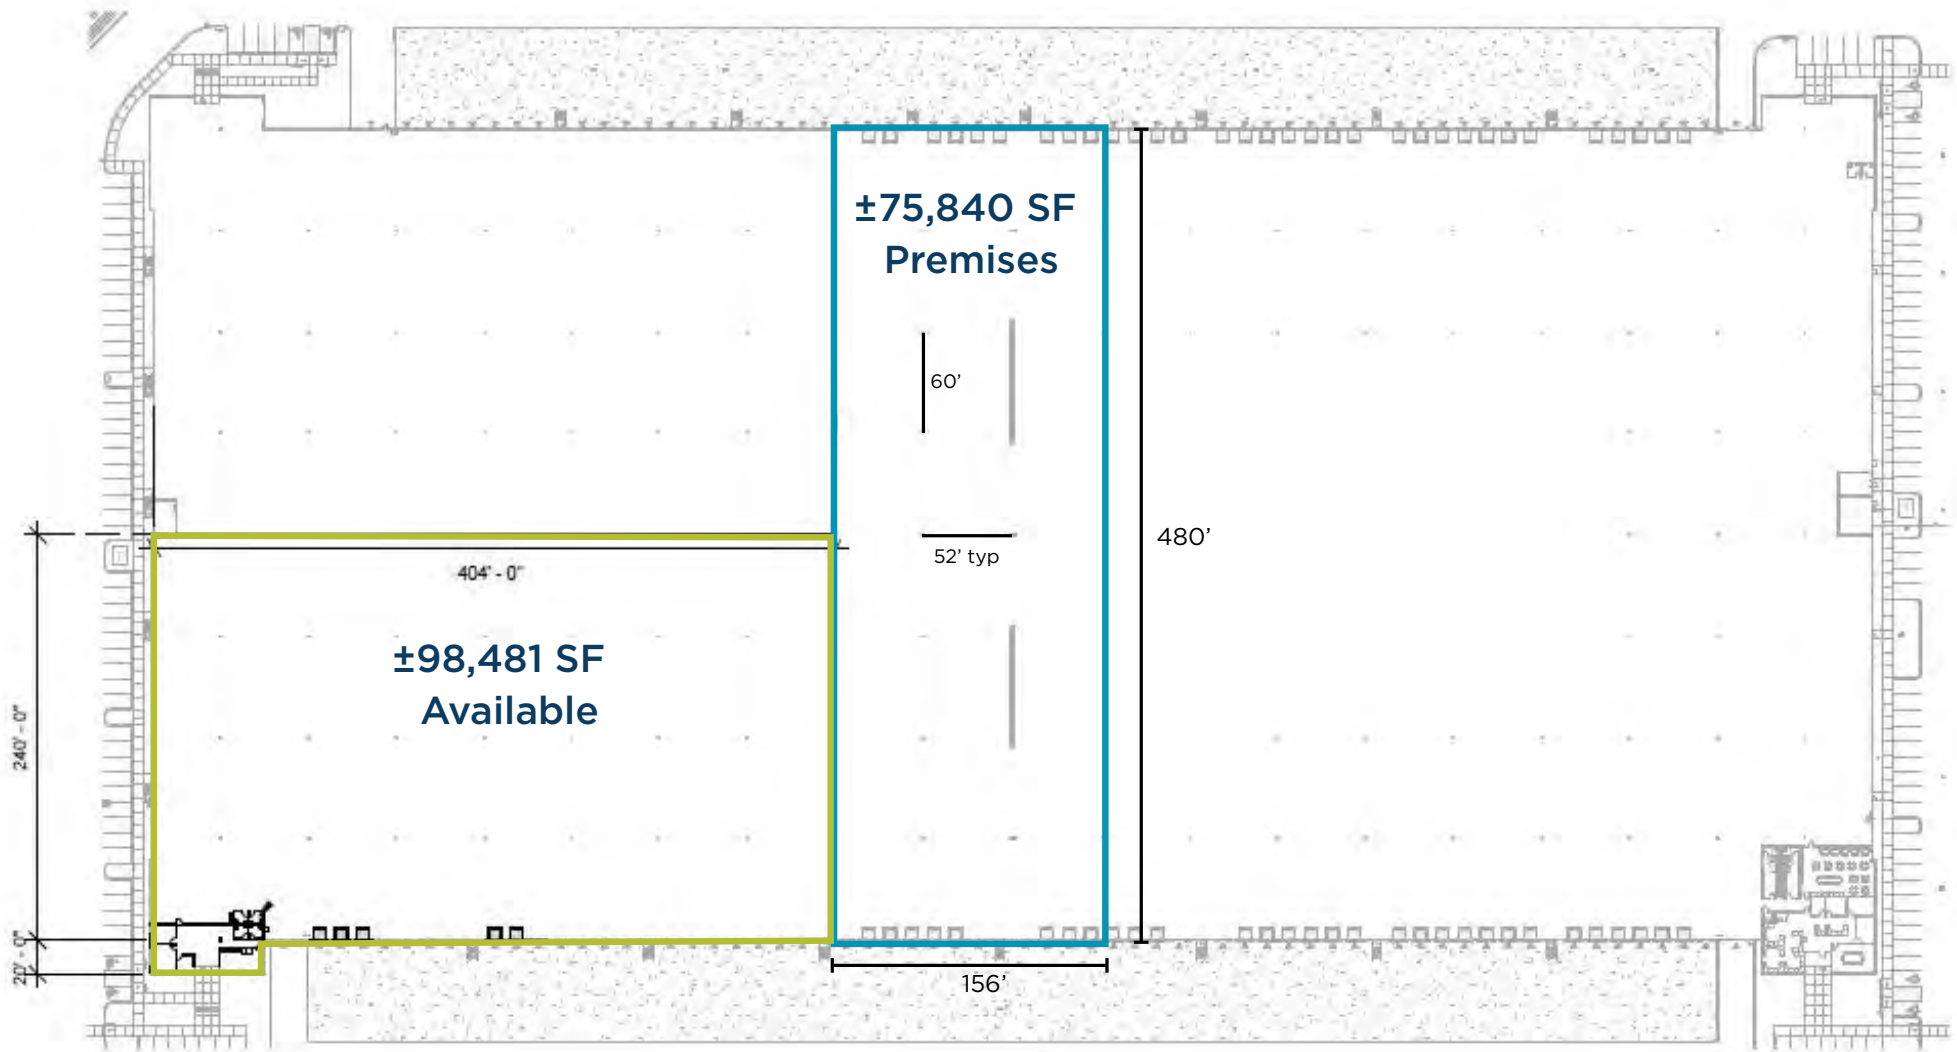 ±75,840 SF
Premises
60'
480'
52' typ
404' - 0"
±98,481 SF
Available
240' - 0"
20' - 0"
156'